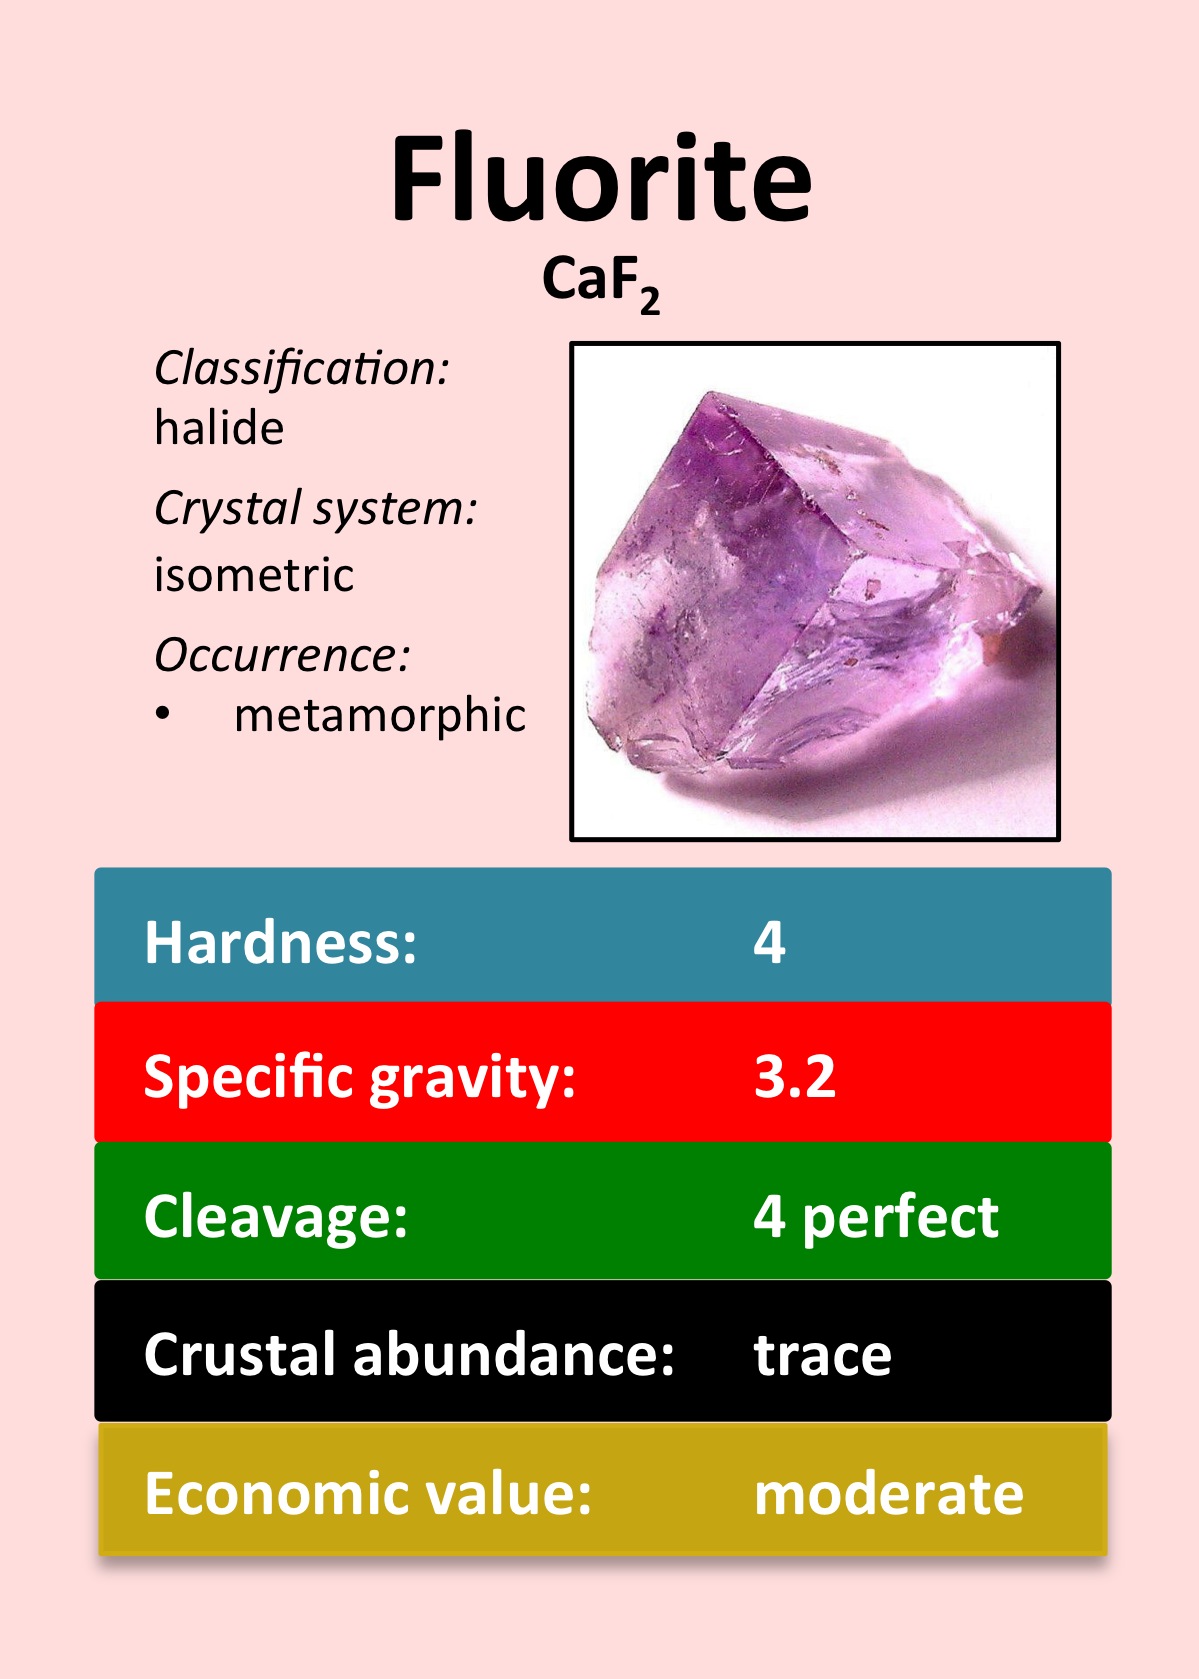 Fluorite
CaF₂
Classification:
halide
Crystal system:
isometric
Occurrence:
• metamorphic
Hardness: 4
Specific gravity: 3.2
Cleavage: 4 perfect
Crustal abundance: trace
Economic value: moderate